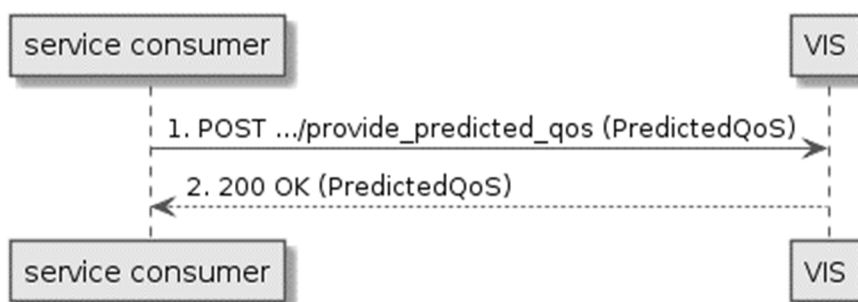 service consumer
VIS
1. POST .../provide_predicted_qos (PredictedQoS)
2. 200 OK (PredictedQoS)
service consumer
VIS